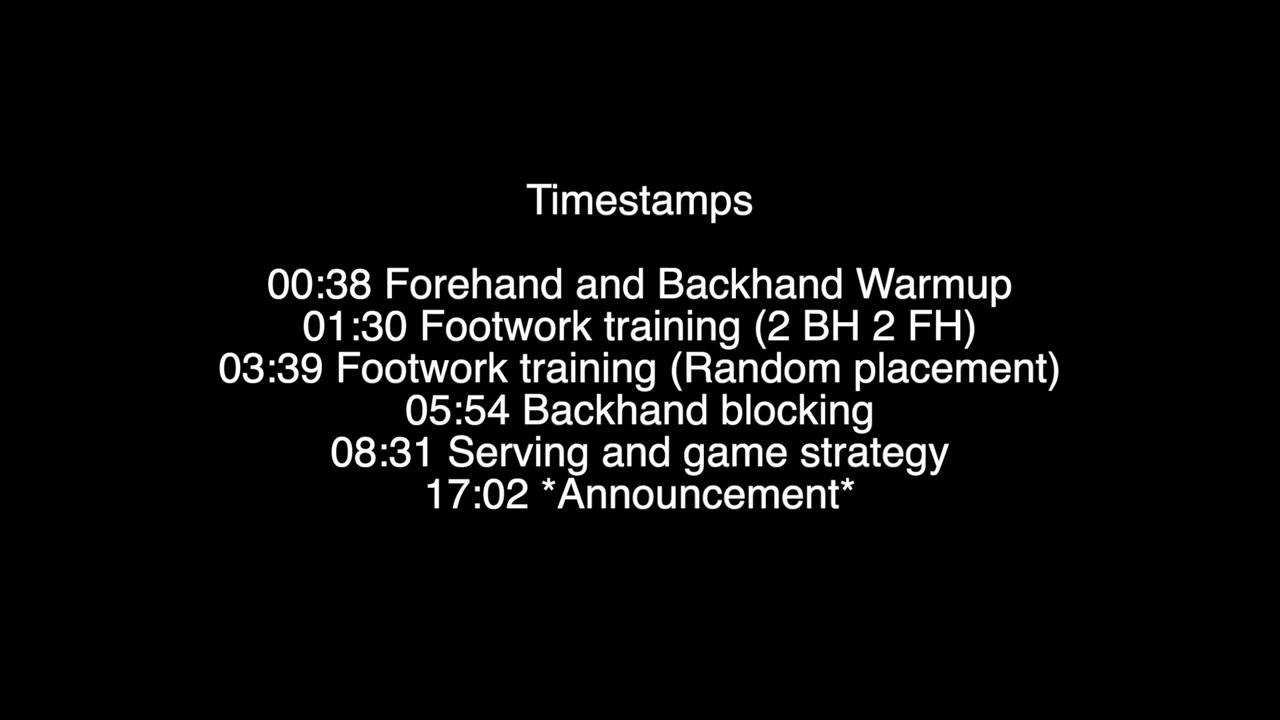 Timestamps
00:38 Forehand and Backhand Warmup
01:30 Footwork training (2 BH 2 FH)
03:39 Footwork training (Random placement)
05:54 Backhand blocking
08:31 Serving and game strategy
17:02 *Announcement*